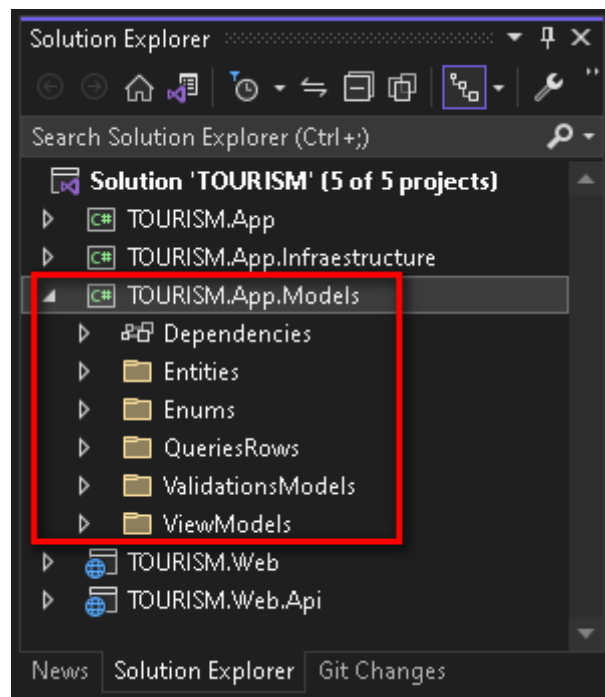 Solution Explorer
Search Solution Explorer (Ctrl+;)
Solution 'TOURISM' (5 of 5 projects)
C# TOURISM.App
C# TOURISM.App.Infraestructure
C# TOURISM.App.Models
Dependencies
Entities
Enums
QueriesRows
ValidationsModels
ViewModels
TOURISM.Web
TOURISM.Web.Api
News Solution Explorer Git Changes